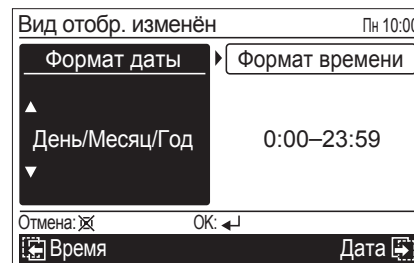 Вид отобр. изменён Пн 10:00
Формат даты Формат времени
День/Месяц/Год 0:00–23:59
Отмена: OK:
Время Дата